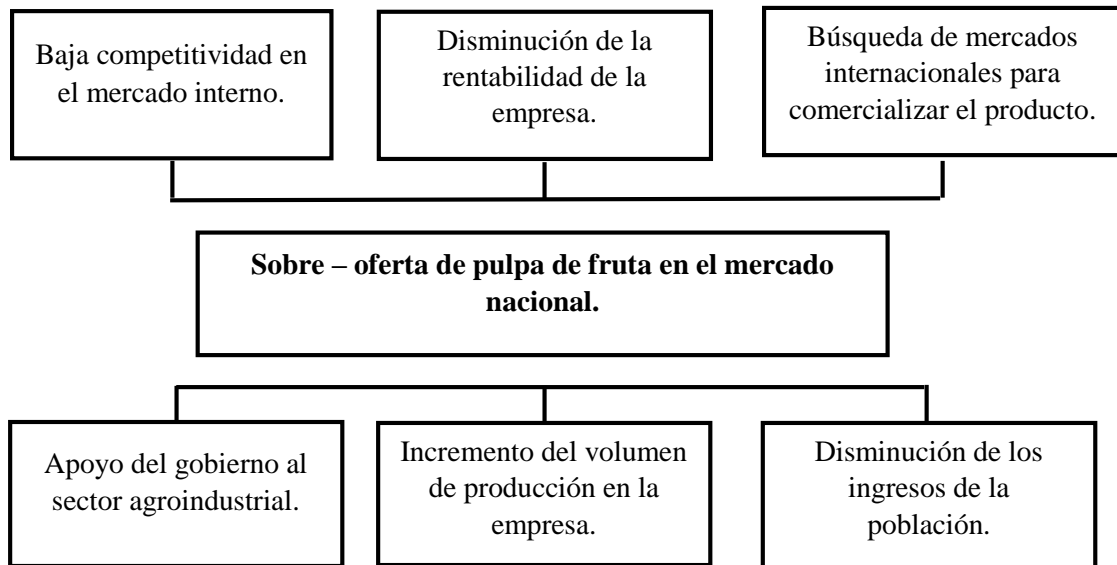 Baja competitividad en
el mercado interno.
Disminución de la
rentabilidad de la
empresa.
Búsqueda de mercados
internacionales para
comercializar el producto.
Sobre – oferta de pulpa de fruta en el mercado
nacional.
Apoyo del gobierno al
sector agroindustrial.
Incremento del volumen
de producción en la
empresa.
Disminución de los
ingresos de la
población.